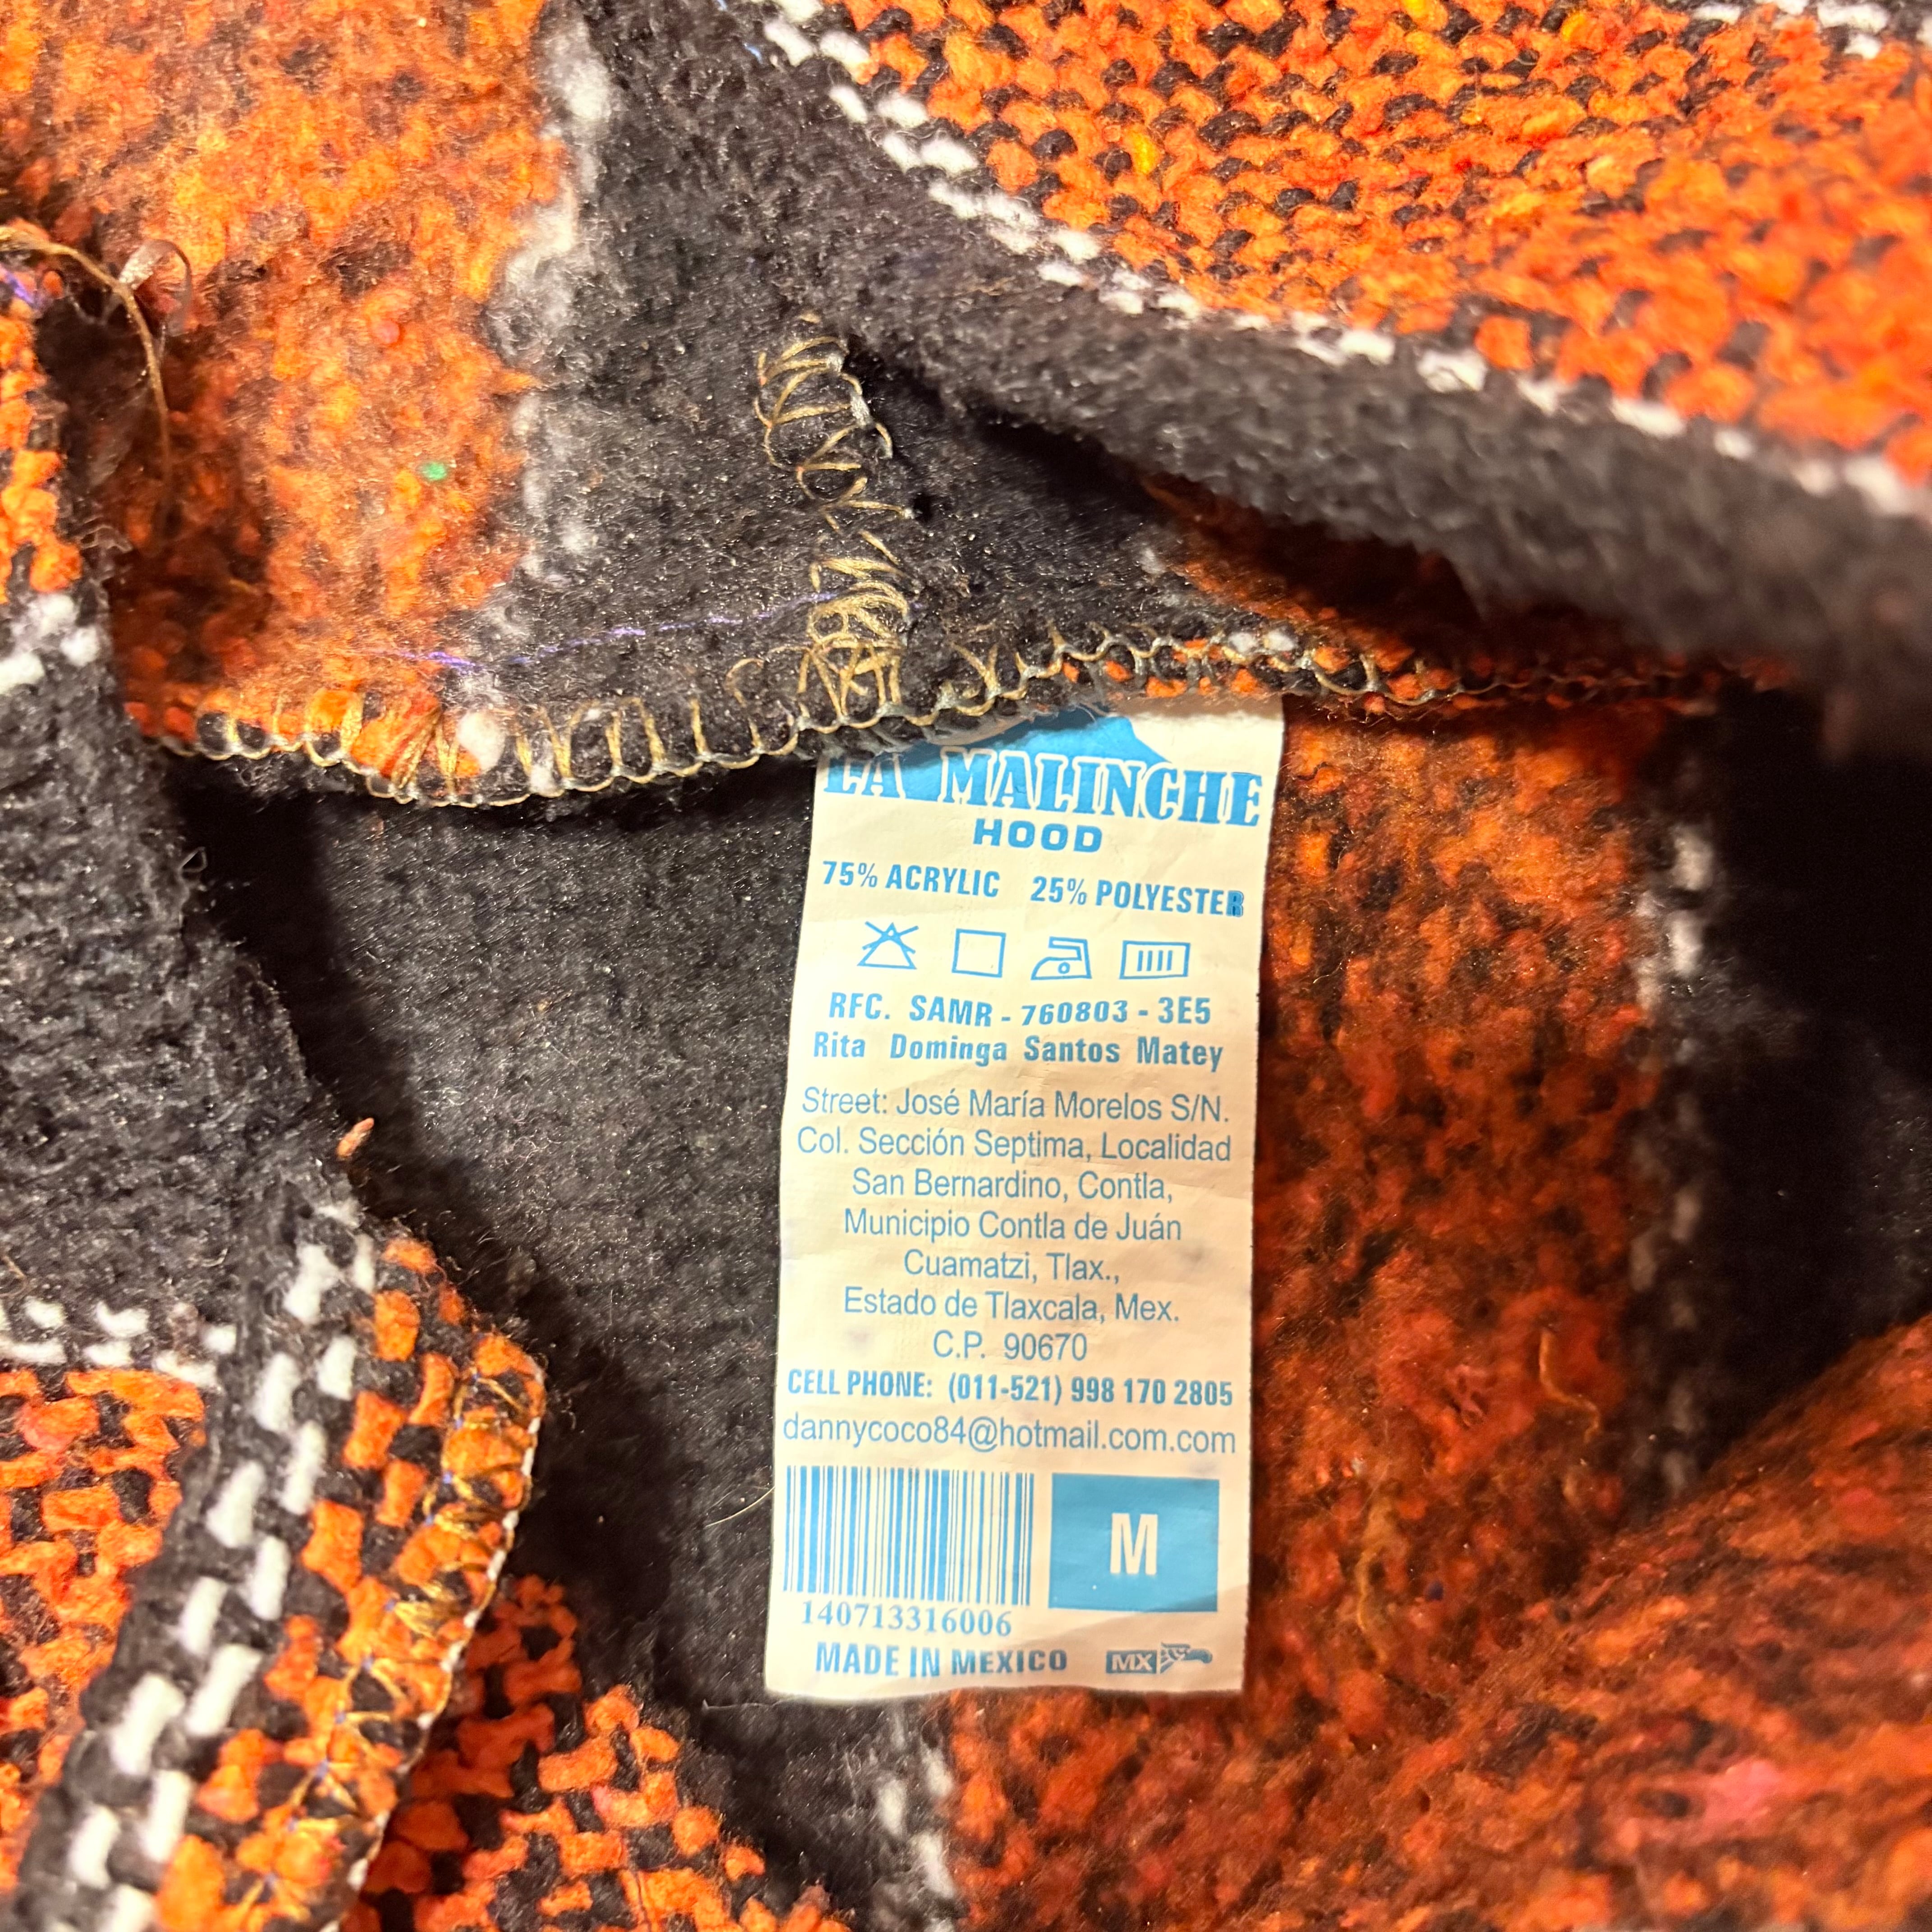 LA MALINCHE
HOOD
75% ACRYLIC 25% POLYESTER
RFC. SAMR - 760803 - 3E5
Rita Dominga Santos Matey
Street: José María Morelos S/N.
Col. Sección Septima, Localidad
San Bernardino, Contla,
Municipio Contla de Juán
Cuamatzi, Tlax.,
Estado de Tlaxcala, Mex.
C.P. 90670
CELL PHONE: (011-521) 998 170 2805
dannycoco84@hotmail.com.com
M
140713316006
MADE IN MEXICO MX